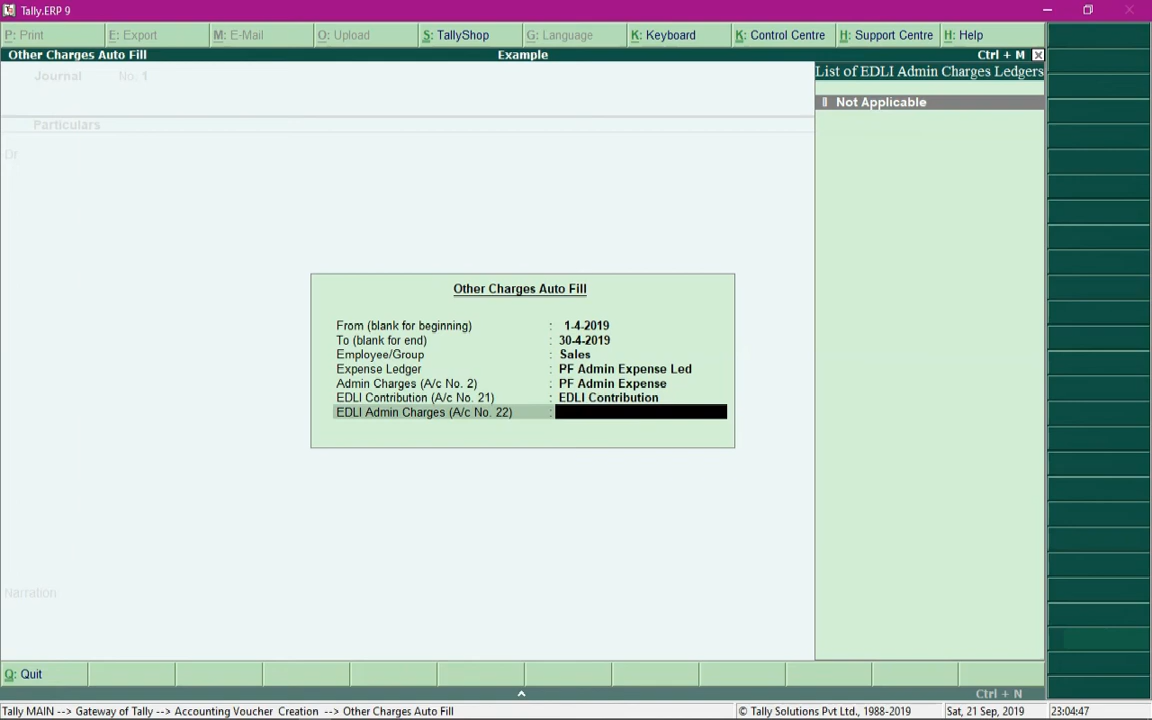 Tally.ERP 9
P: Print E: Export M: E-Mail O: Upload S: TallyShop G: Language K: Keyboard K: Control Centre H: Support Centre H: Help
Other Charges Auto Fill Example Ctrl + M
Journal No. 1
List of EDLI Admin Charges Ledgers
Not Applicable
Particulars
Dr
Other Charges Auto Fill
From (blank for beginning) : 1-4-2019
To (blank for end) : 30-4-2019
Employee/Group : Sales
Expense Ledger : PF Admin Expense Led
Admin Charges (A/c No. 2) : PF Admin Expense
EDLI Contribution (A/c No. 21) : EDLI Contribution
EDLI Admin Charges (A/c No. 22) :
Narration
Q: Quit
Ctrl + N
Tally MAIN --> Gateway of Tally --> Accounting Voucher Creation --> Other Charges Auto Fill © Tally Solutions Pvt Ltd., 1988-2019 Sat, 21 Sep, 2019 23:04:47